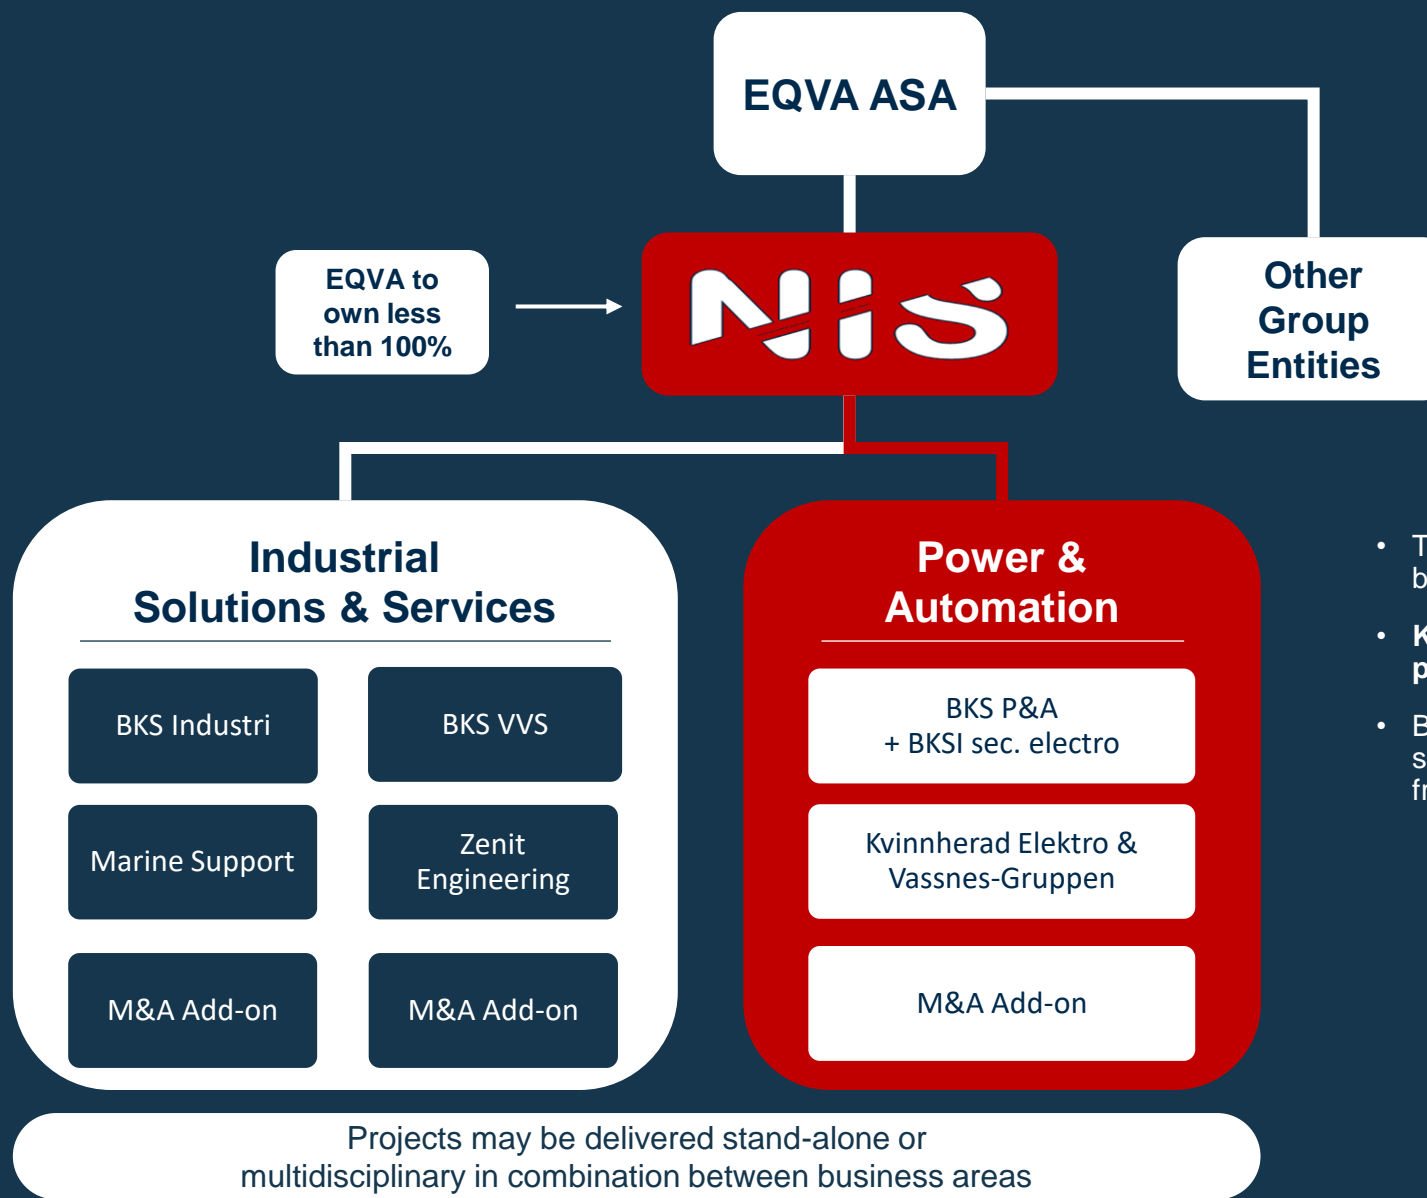 EQVA ASA
EQVA to
own less
than 100%
NIS
Other
Group
Entities
Industrial
Solutions & Services
BKS Industri
BKS VVS
Marine Support
Zenit
Engineering
M&A Add-on
M&A Add-on
Power &
Automation
BKS P&A
+ BKSI sec. electro
Kvinnherad Elektro &
Vassnes-Gruppen
M&A Add-on
Projects may be delivered stand-alone or
multidisciplinary in combination between business areas